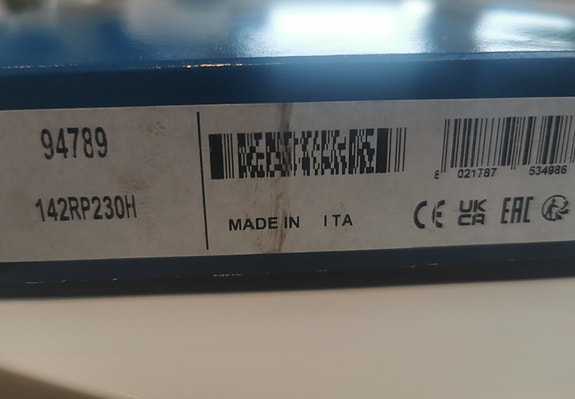 94789
142RP230H
MADE IN ITA
8 021787 534986
CE UK CA EAC